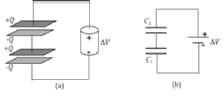 +Q
-Q
+Q
-Q
+
-
ΔV
(a)
C₂
C₁
+
-
ΔV
(b)